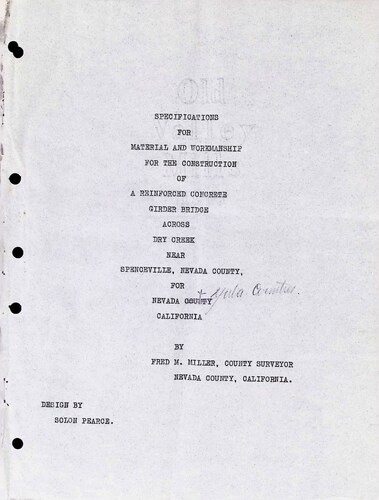 Old
Valley
SPECIFICATIONS
FOR
MATERIAL AND WORKMANSHIP
FOR THE CONSTRUCTION
OF
A REINFORCED CONCRETE
GIRDER BRIDGE
ACROSS
DRY CREEK
NEAR
SPENCEVILLE, NEVADA COUNTY,
FOR
NEVADA COUNTY + Yuba Counties.
CALIFORNIA
BY
FRED M. MILLER, COUNTY SURVEYOR
NEVADA COUNTY, CALIFORNIA.
DESIGN BY
SOLON PEARCE.